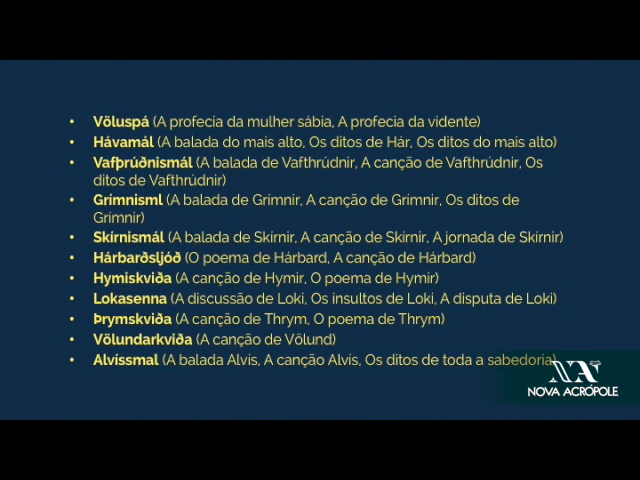 • Völuspá (A profecia da mulher sábia, A profecia da vidente)
• Hávamál (A balada do mais alto, Os ditos de Hár, Os ditos do mais alto)
• Vafþrúðnismál (A balada de Vafthrúdnir, A canção de Vafthrúdnir, Os
ditos de Vafthrúdnir)
• Grímnisml (A balada de Grímnir, A canção de Grímnir, Os ditos de
Grímnir)
• Skírnismál (A balada de Skírnir, A canção de Skírnir, A jornada de Skirnir)
• Hárbarðsljóð (O poema de Hárbard, A canção de Hárbard)
• Hymiskviða (A canção de Hymir, O poema de Hymir)
• Lokasenna (A discussão de Loki, Os insultos de Loki, A disputa de Loki)
• Þrymskviða (A canção de Thrym, O poema de Thrym)
• Völundarkviða (A canção de Völund)
• Alvíssmal (A balada Alvis, A canção Alvis, Os ditos de toda a sabedoria)
NA
NOVA ACRÓPOLE